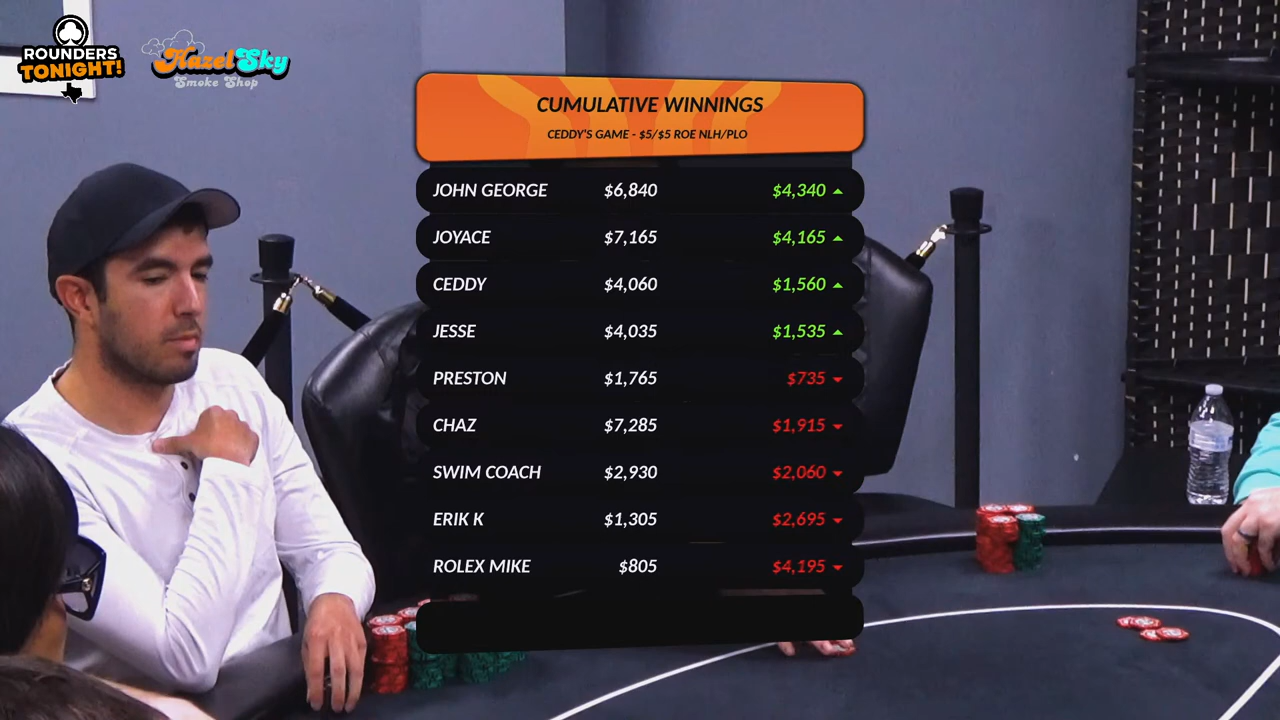 ROUNDERS
TONIGHT!
HazelSky
Smoke Shop
CUMULATIVE WINNINGS
CEDDY'S GAME - $5/$5 ROE NLH/PLO
JOHN GEORGE $6,840 $4,340
JOYACE $7,165 $4,165
CEDDY $4,060 $1,560
JESSE $4,035 $1,535
PRESTON $1,765 $735
CHAZ $7,285 $1,915
SWIM COACH $2,930 $2,060
ERIK K $1,305 $2,695
ROLEX MIKE $805 $4,195